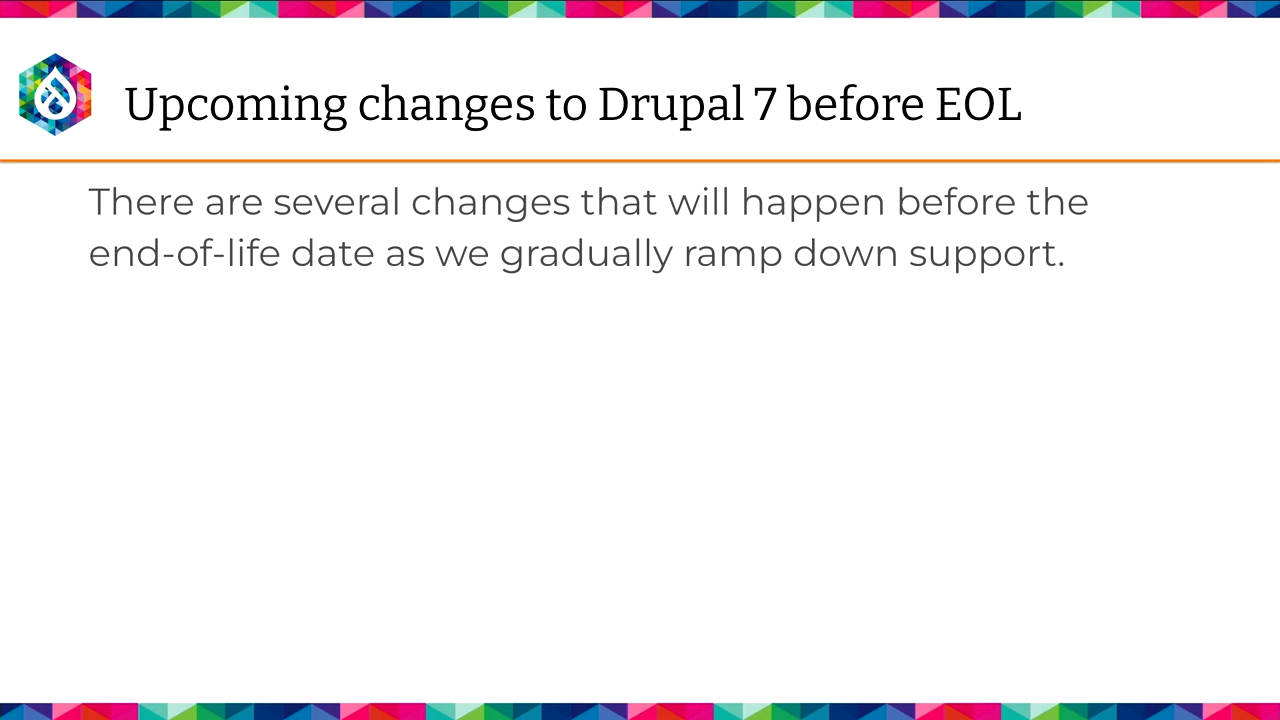 Upcoming changes to Drupal 7 before EOL
There are several changes that will happen before the
end-of-life date as we gradually ramp down support.